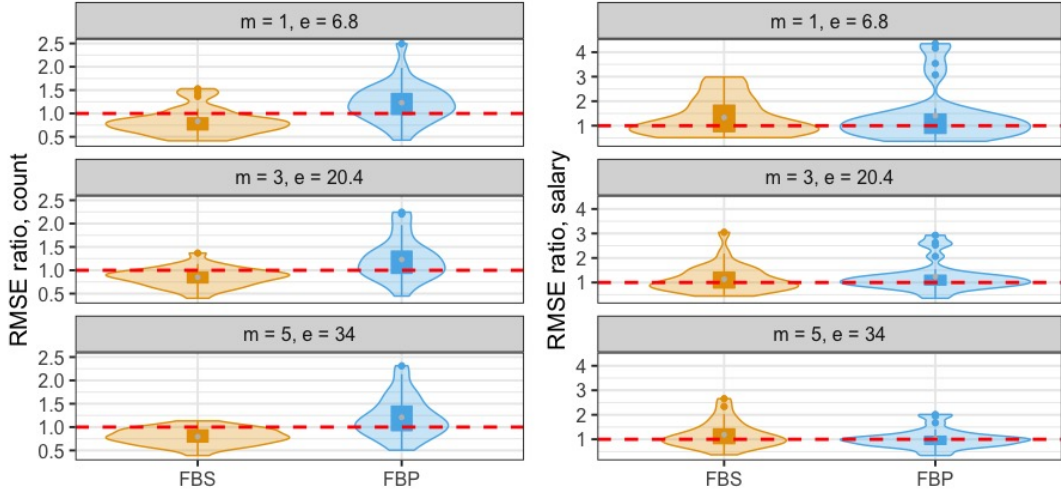 m = 1, e = 6.8
2.5
2.0
1.5
1.0
0.5
m = 3, e = 20.4
2.5
2.0
1.5
1.0
0.5
m = 5, e = 34
2.5
2.0
1.5
1.0
0.5
RMSE ratio, count
FBS
FBP
m = 1, e = 6.8
4
3
2
1
m = 3, e = 20.4
4
3
2
1
m = 5, e = 34
4
3
2
1
RMSE ratio, salary
FBS
FBP